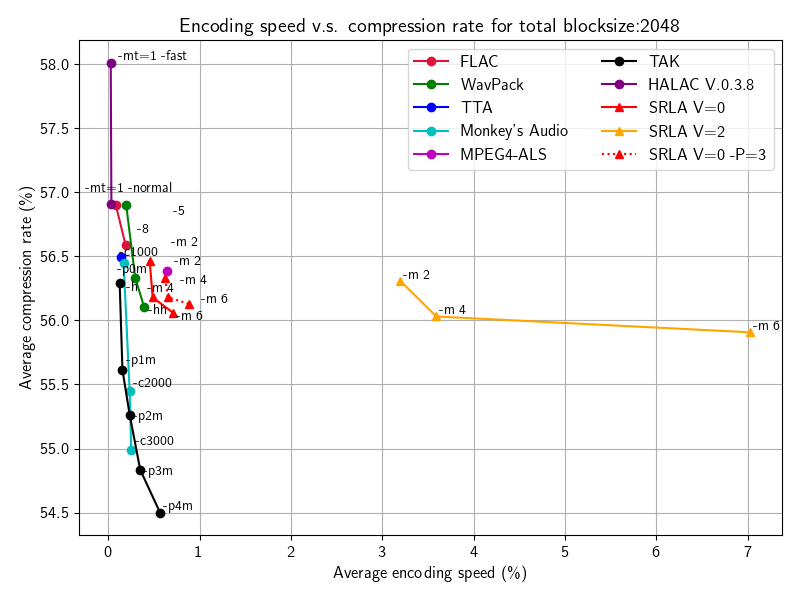 Encoding speed v.s. compression rate for total blocksize:2048
FLAC
WavPack
TTA
Monkey's Audio
MPEG4-ALS
TAK
HALAC V.0.3.8
SRLA V=0
SRLA V=2
SRLA V=0 -P=3
Average compression rate (%)
58.0
57.5
57.0
56.5
56.0
55.5
55.0
54.5
-mt=1 -fast
-mt=1 -normal
-5
-8
-m 2
-c1000
-m 2
-p0m
-m 2
-m 4
-h
-m 4
-m 6
-hh
-m 6
-m 4
-m 6
-p1m
-c2000
-p2m
-c3000
-p3m
-p4m
0
1
2
3
4
5
6
7
Average encoding speed (%)